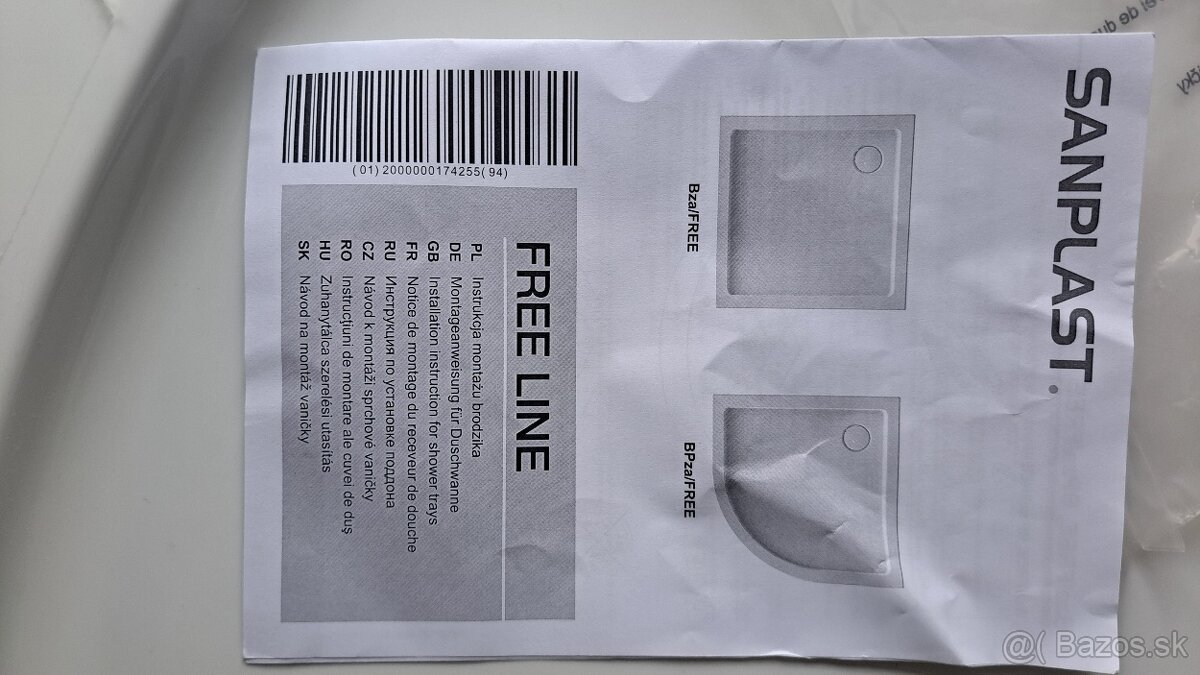 SANPLAST
Bza/FREE
BPza/FREE
FREE LINE
PL Instrukcja montażu brodzika
DE Montageanweisung für Duschwanne
GB Installation instruction for shower trays
FR Notice de montage du receveur de douche
RU Инструкция по установке поддона
CZ Návod k montáži sprchové vaničky
RO Instrucţiuni de montare ale cuvei de duş
HU Zuhanytálca szerelési utasítás
SK Návod na montáž vaničky
(01)2000000174255(94)
Bazos.sk